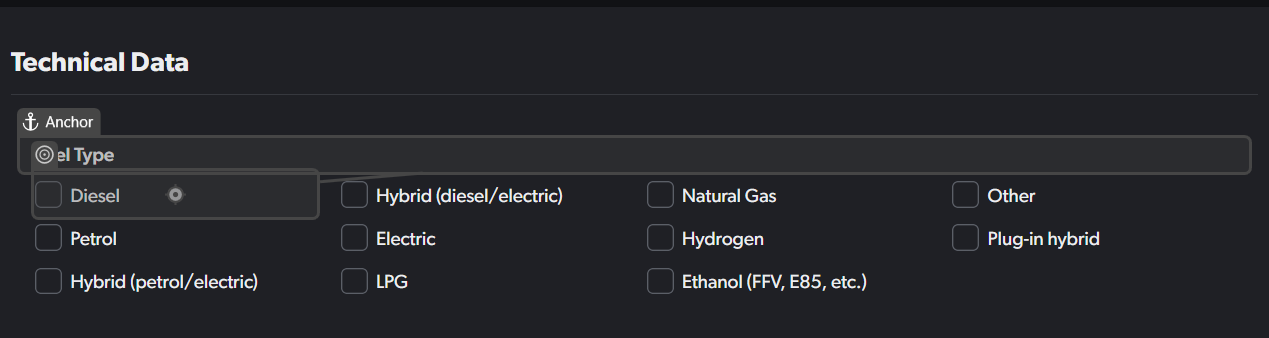 Technical Data
Anchor
el Type
Diesel Hybrid (diesel/electric) Natural Gas Other
Petrol Electric Hydrogen Plug-in hybrid
Hybrid (petrol/electric) LPG Ethanol (FFV, E85, etc.)